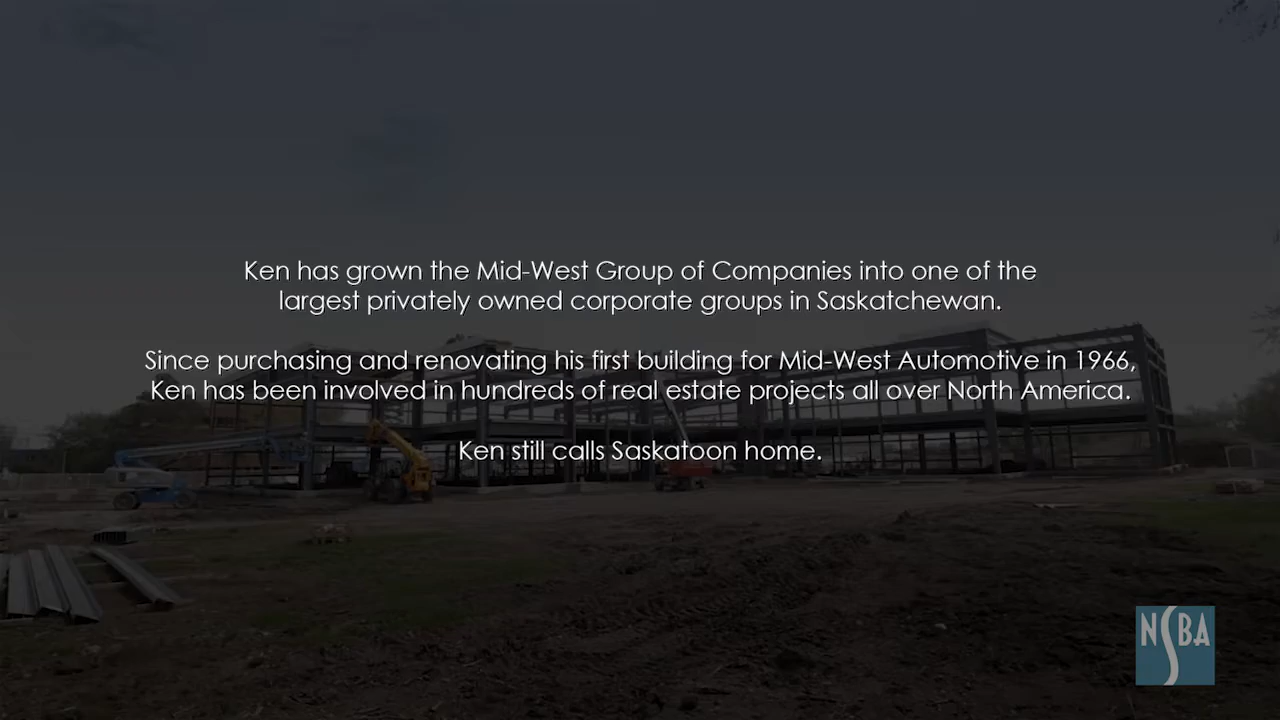 Ken has grown the Mid-West Group of Companies into one of the
largest privately owned corporate groups in Saskatchewan.
Since purchasing and renovating his first building for Mid-West Automotive in 1966,
Ken has been involved in hundreds of real estate projects all over North America.
Ken still calls Saskatoon home.
NSBA